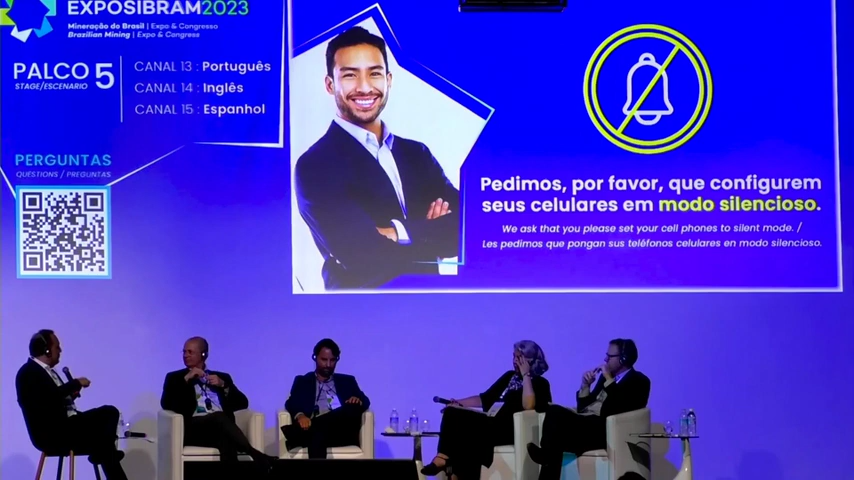 EXPOSIBRAM2023
Mineração do Brasil | Expo & Congresso
Brazilian Mining | Expo & Congress
PALCO 5
STAGE/ESCENARIO
CANAL 13 : Português
CANAL 14 : Inglês
CANAL 15 : Espanhol
PERGUNTAS
QUESTIONS / PREGUNTAS
Pedimos, por favor, que configurem
seus celulares em modo silencioso.
We ask that you please set your cell phones to silent mode. /
Les pedimos que pongan sus teléfonos celulares en modo silencioso.